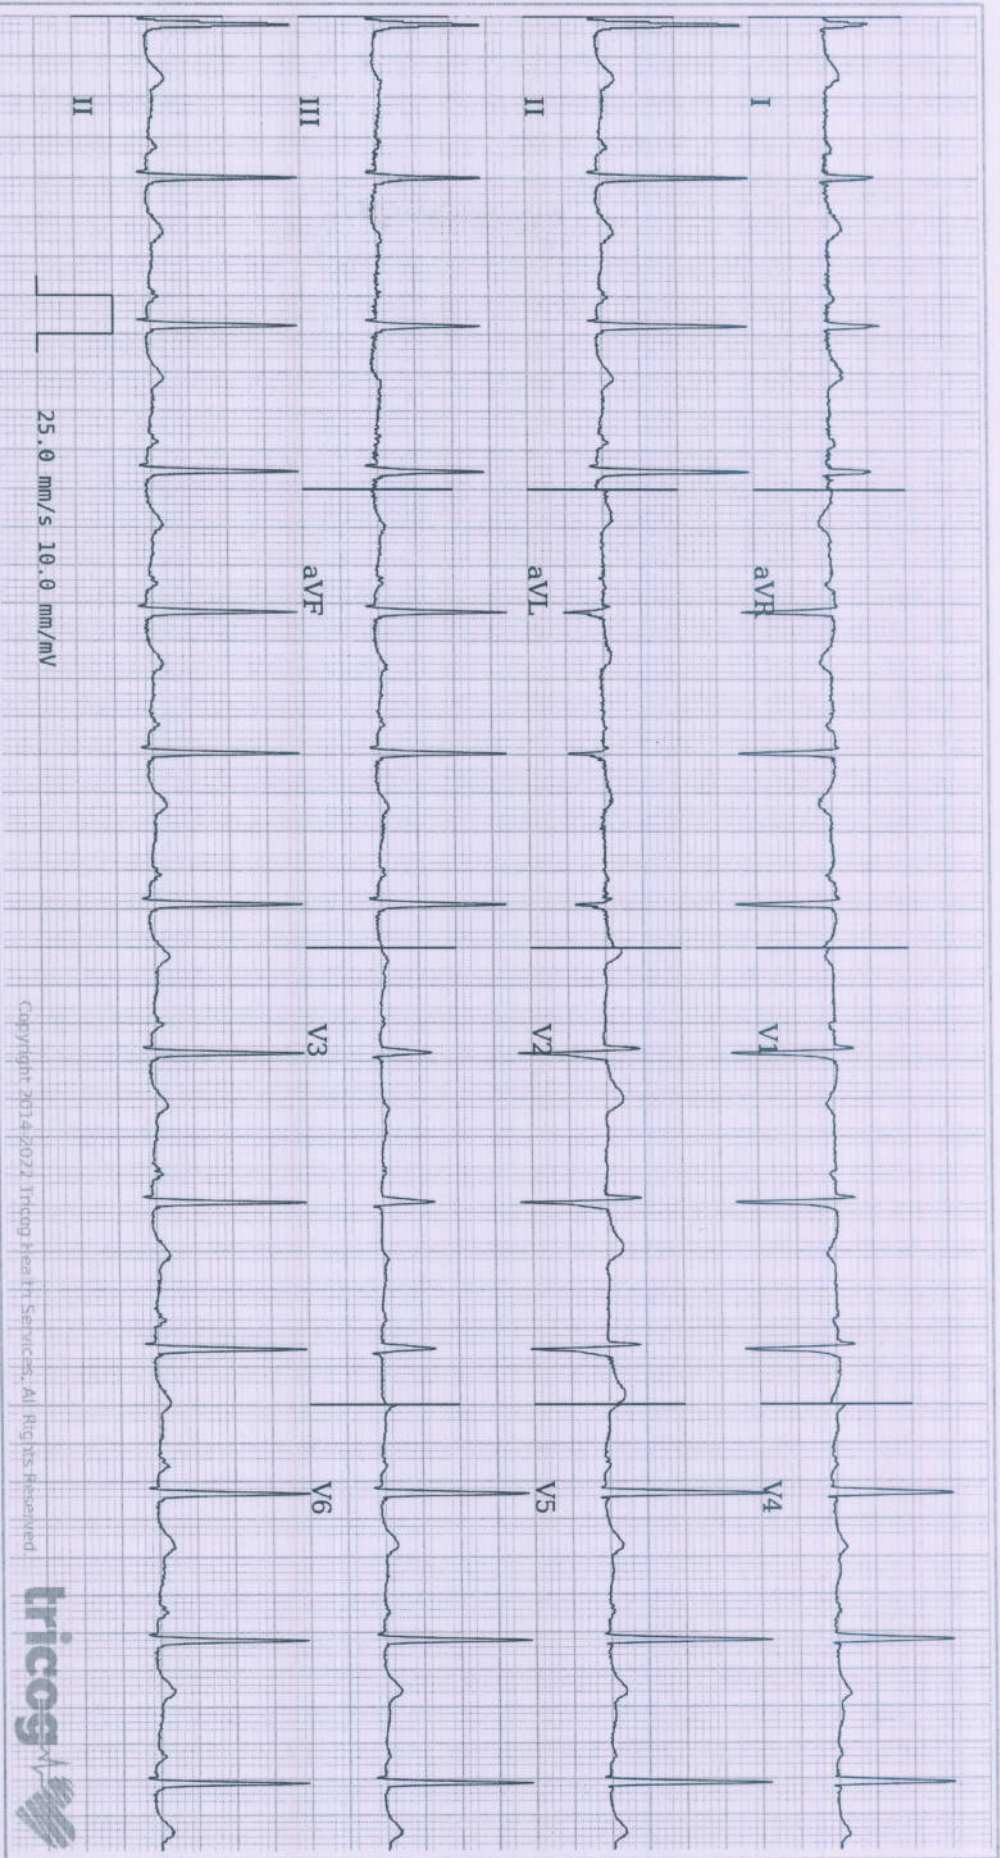 I
aVR
V1
V4
II
aVL
V2
V5
III
aVF
V3
V6
II
25.0 mm/s 10.0 mm/mV
Copyright 2014-2022 Tricog Health Services, All Rights Reserved.
tricog